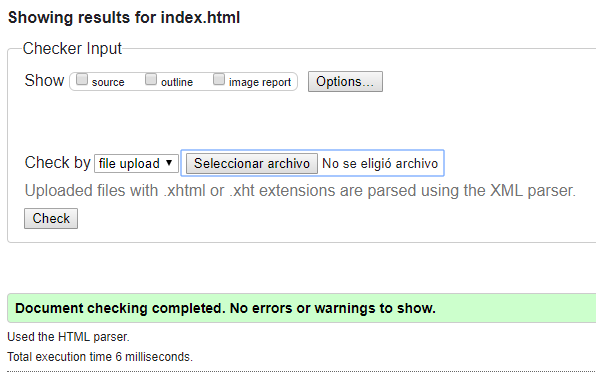 Showing results for index.html
Checker Input
Show source outline image report Options...
Check by file upload Seleccionar archivo No se eligió archivo
Uploaded files with .xhtml or .xht extensions are parsed using the XML parser.
Check
Document checking completed. No errors or warnings to show.
Used the HTML parser.
Total execution time 6 milliseconds.